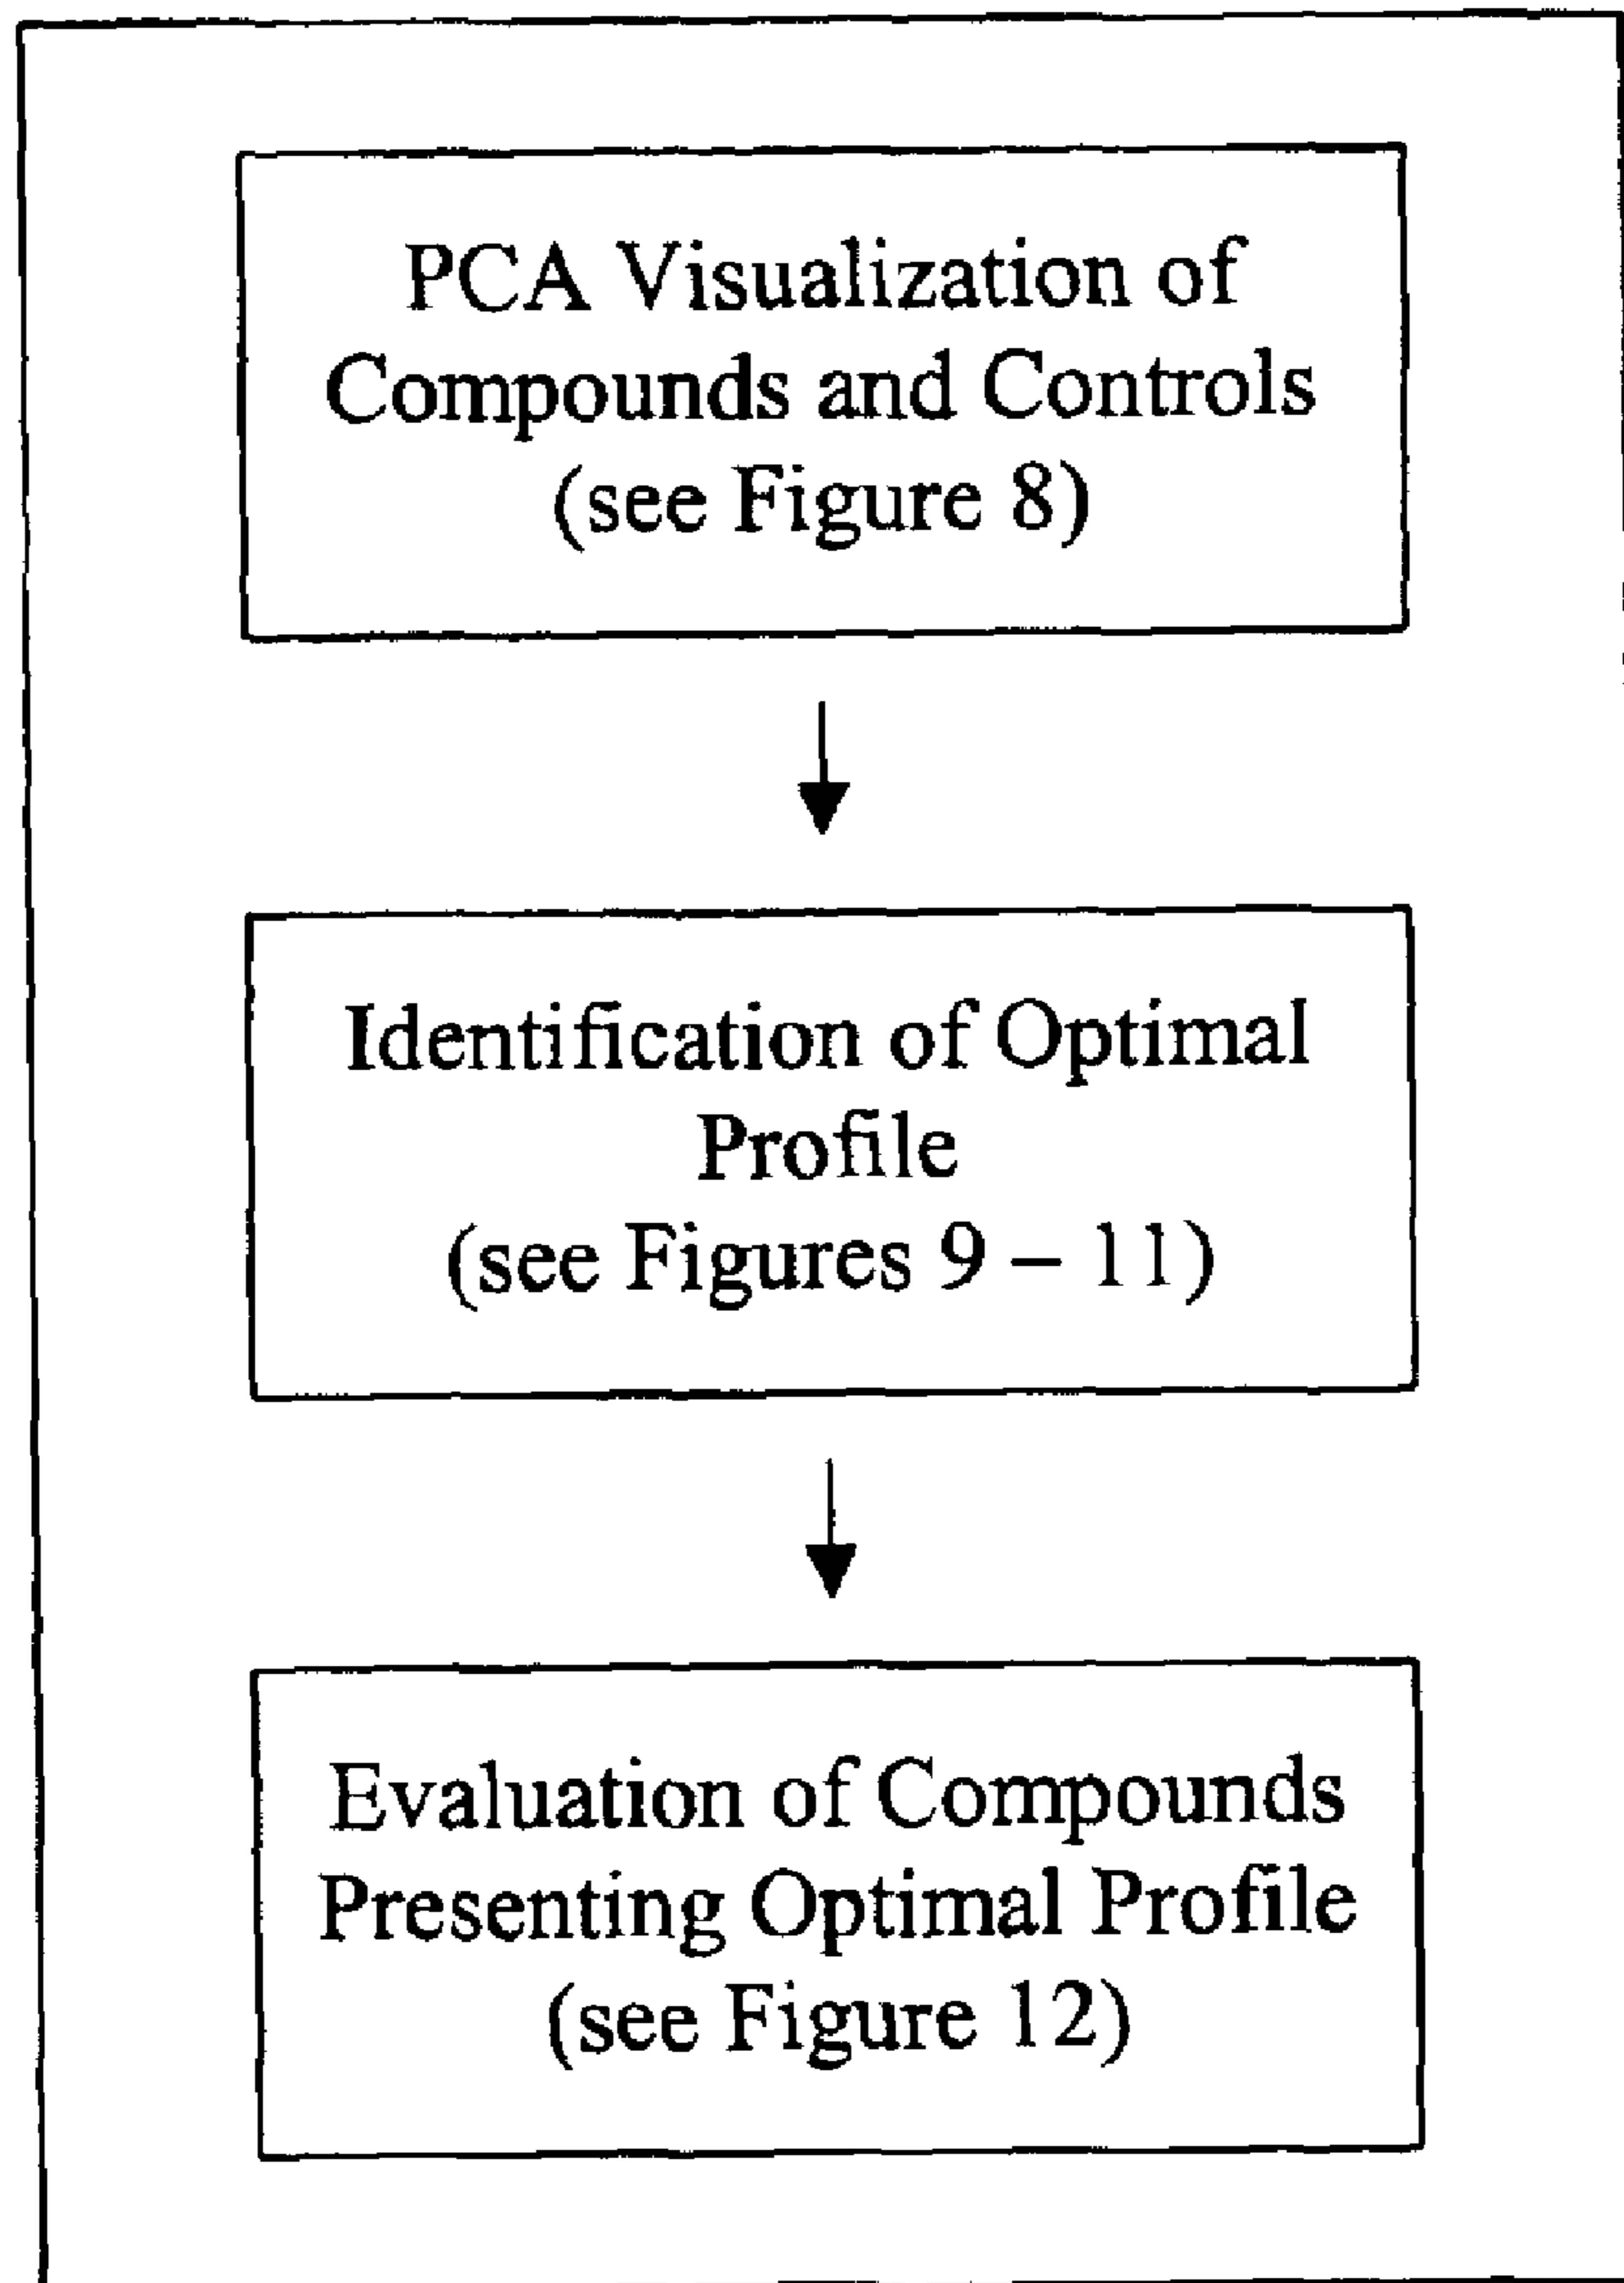 PCA Visualization of
Compounds and Controls
(see Figure 8)
Identification of Optimal
Profile
(see Figures 9 – 11)
Evaluation of Compounds
Presenting Optimal Profile
(see Figure 12)